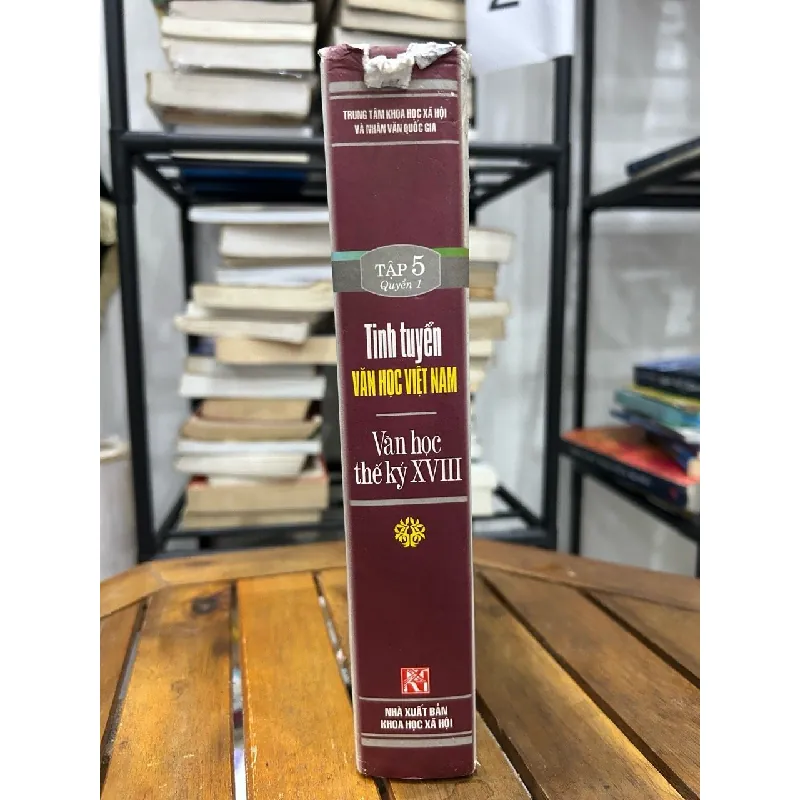 2
TRUNG TÂM KHOA HỌC XÃ HỘI
VÀ NHÂN VĂN QUỐC GIA
TẬP 5
Quyển 1
Tinh tuyển
VĂN HỌC VIỆT NAM
Văn học
thế kỷ XVIII
NHÀ XUẤT BẢN
KHOA HỌC XÃ HỘI